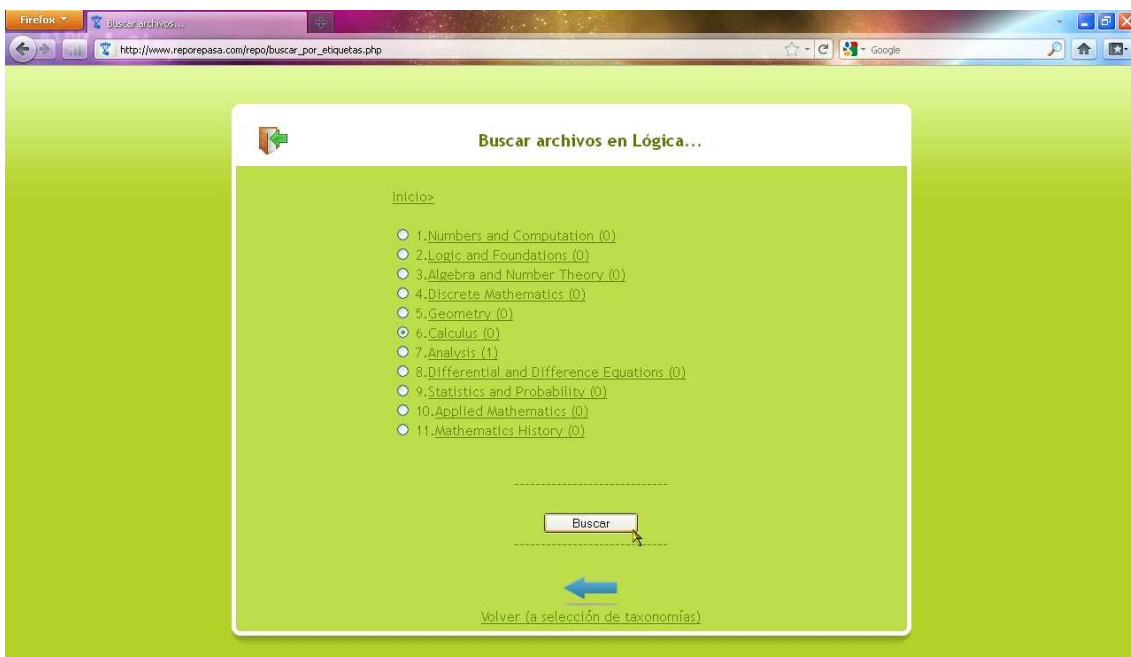 Firefox
Buscar archivos...
http://www.reporepasa.com/repo/buscar_por_etiquetas.php
Google
Buscar archivos en Lógica...
Inicio>
1.Numbers and Computation (0)
2.Logic and Foundations (0)
3.Algebra and Number Theory (0)
4.Discrete Mathematics (0)
5.Geometry (0)
6.Calculus (0)
7.Analysis (1)
8.Differential and Difference Equations (0)
9.Statistics and Probability (0)
10.Applied Mathematics (0)
11.Mathematics History (0)
----------------------------
Buscar
----------------------------
Volver (a selección de taxonomías)